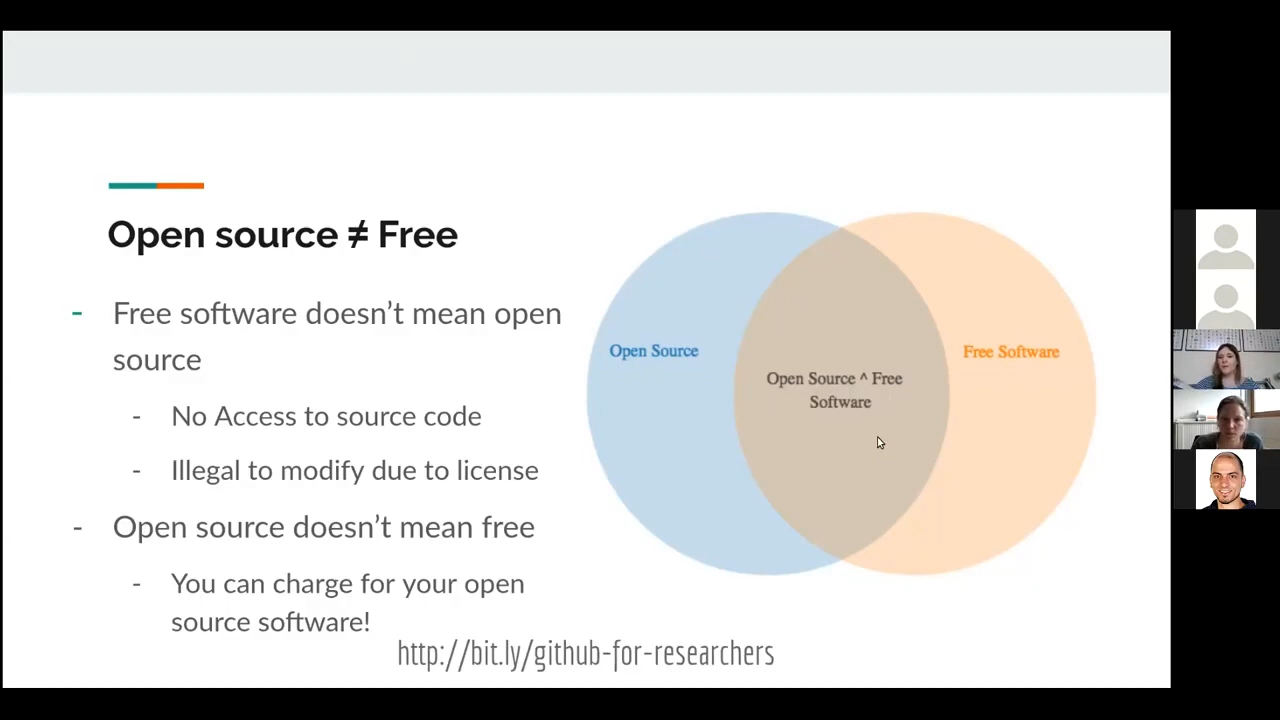 Open source ≠ Free
- Free software doesn't mean open
source
- No Access to source code
- Illegal to modify due to license
- Open source doesn't mean free
- You can charge for your open
source software!
Open Source
Open Source ^ Free
Software
Free Software
http://bit.ly/github-for-researchers